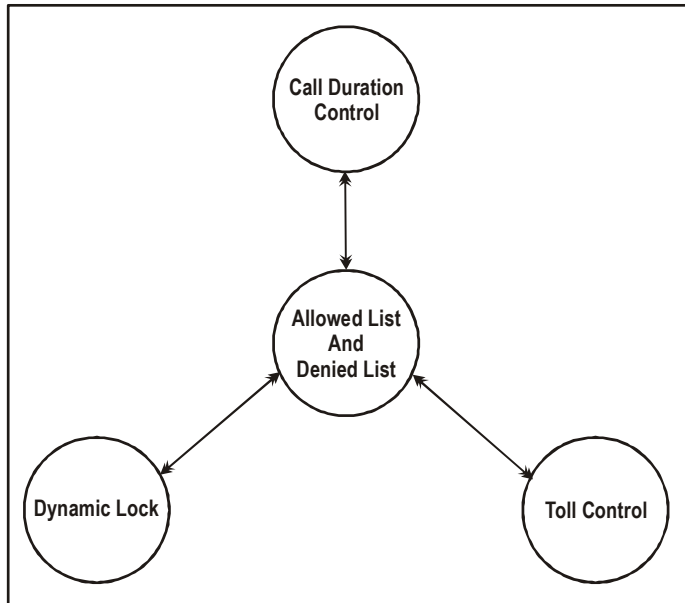 Call Duration
Control
Allowed List
And
Denied List
Dynamic Lock
Toll Control